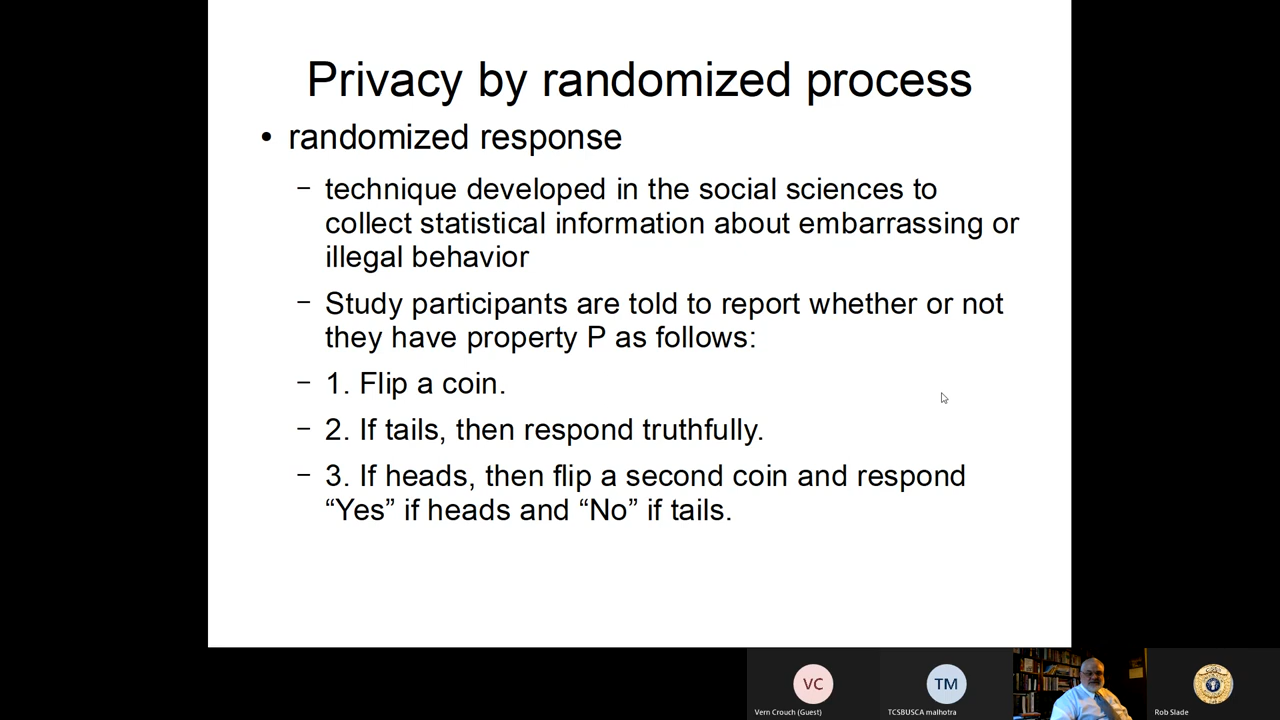 Privacy by randomized process
• randomized response
– technique developed in the social sciences to
collect statistical information about embarrassing or
illegal behavior
– Study participants are told to report whether or not
they have property P as follows:
– 1. Flip a coin.
– 2. If tails, then respond truthfully.
– 3. If heads, then flip a second coin and respond
“Yes” if heads and “No” if tails.
VC
TM
Vern Crouch (Guest)
TCSBUSCA malhotra
Rob Slade